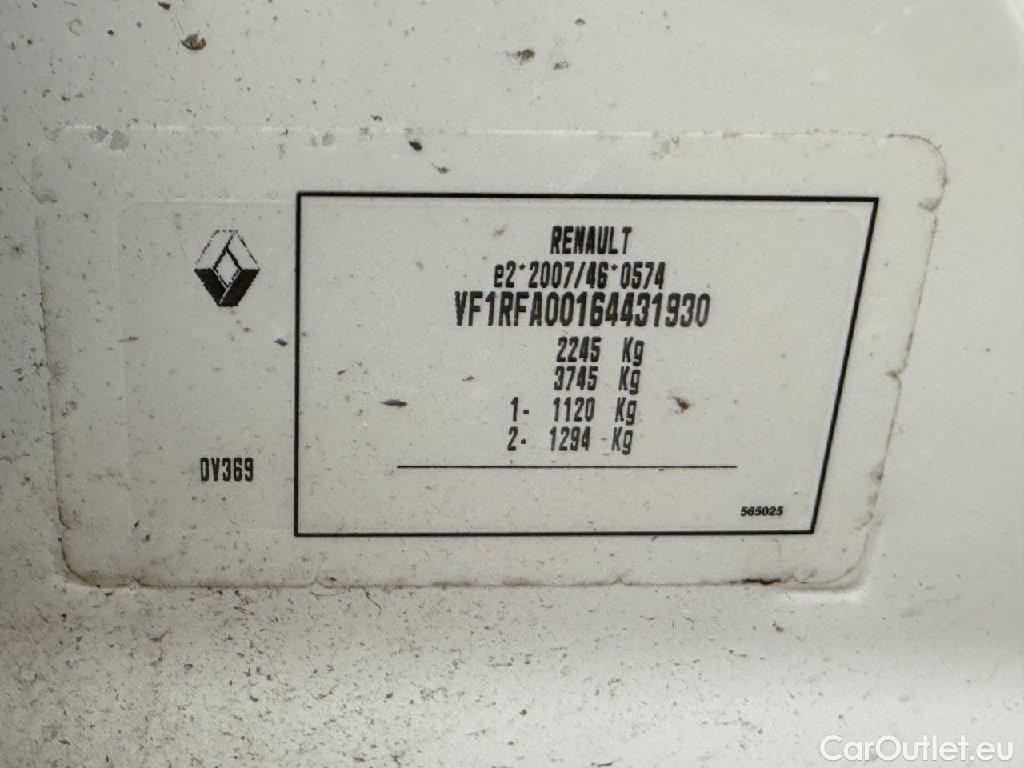 RENAULT
e2*2007/46*0574
VF1RFA00164431930
2245 Kg
3745 Kg
1- 1120 Kg
2- 1294 Kg
DY369
565025
CarOutlet.eu